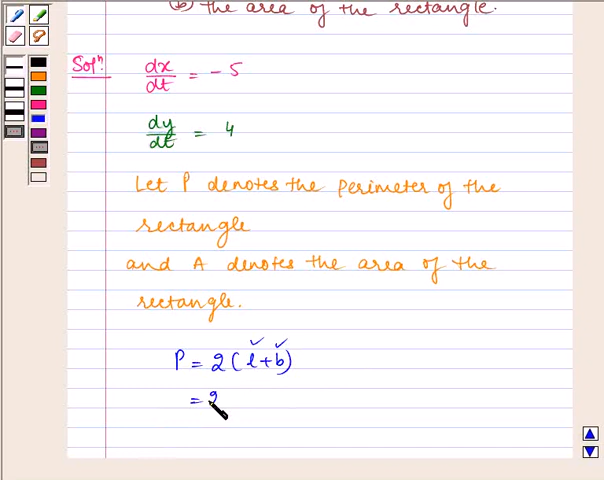 (b) the area of the rectangle.
Solⁿ. dx/dt = - 5
dy/dt = 4
Let P denotes the perimeter of the
rectangle
and A denotes the area of the
rectangle.
P = 2 ( l + b )
= 2